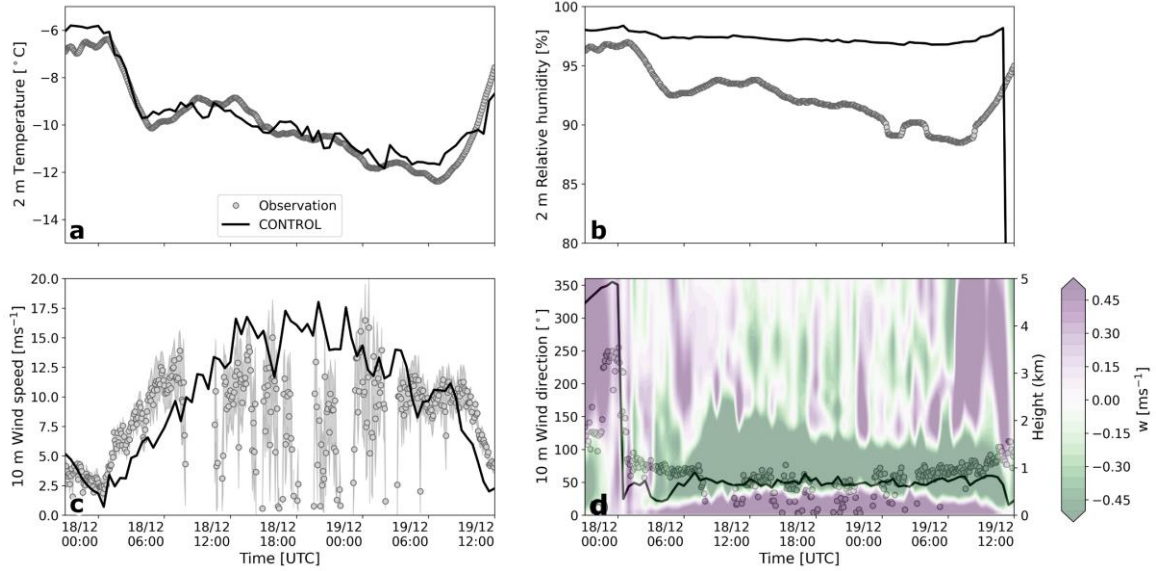 −6
−8
−10
−12
−14
2 m Temperature [°C]
Observation
CONTROL
a
100
95
90
85
80
2 m Relative humidity [%]
b
20.0
17.5
15.0
12.5
10.0
7.5
5.0
2.5
0.0
10 m Wind speed [ms⁻¹]
c
18/12 18/12 18/12 18/12 19/12 19/12 19/12
00:00 06:00 12:00 18:00 00:00 06:00 12:00
Time [UTC]
350
300
250
200
150
100
50
0
10 m Wind direction [°]
d
5
4
3
2
1
0
Height (km)
18/12 18/12 18/12 18/12 19/12 19/12 19/12
00:00 06:00 12:00 18:00 00:00 06:00 12:00
Time [UTC]
0.45
0.30
0.15
0.00
−0.15
−0.30
−0.45
w [ms⁻¹]